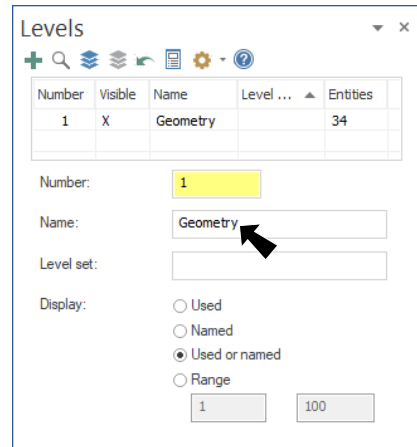 Levels
Number Visible Name Level ... Entities
1 X Geometry 34
Number: 1
Name: Geometry
Level set:
Display: Used
Named
Used or named
Range
1 100